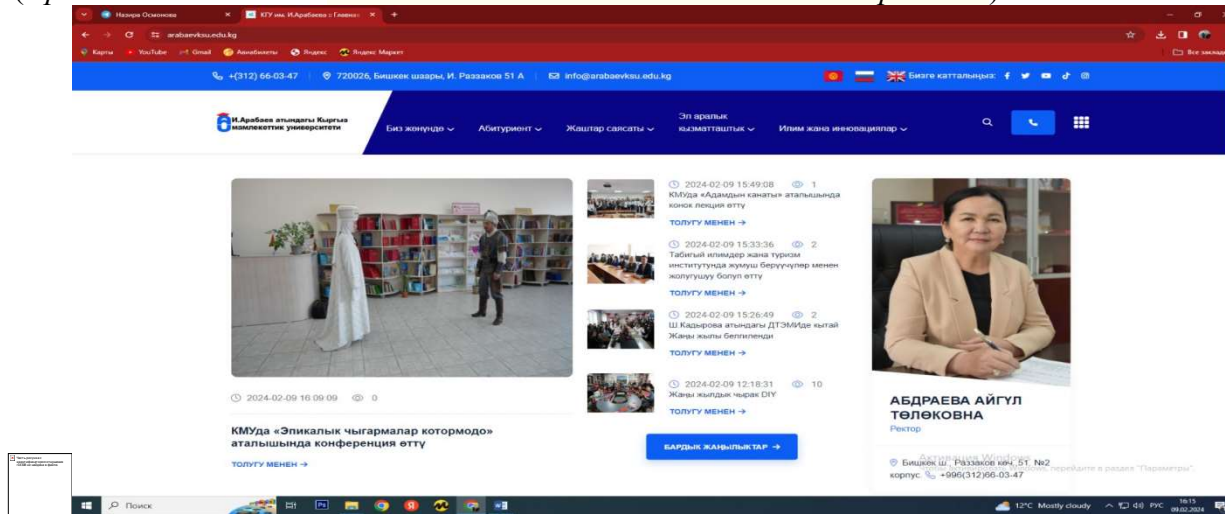 Назира Осмонова
КГУ им. И.Арабаева :: Главная
arabaevksu.edu.kg
Карты YouTube Gmail Авиабилеты Яндекс Яндекс Маркет
Все закладки
+(312) 66-03-47 720026, Бишкек шаары, И. Раззаков 51 А info@arabaevksu.edu.kg Бизге катталыңыз:
И.Арабаев атындагы Кыргыз
мамлекеттик университети
Биз жөнүндө Абитуриент Жаштар саясаты Эл аралык
кызматташтык Илим жана инновациялар
2024-02-09 15:49:08 1
КМУда «Адамдын канаты» аталышында
конок лекция өттү
ТОЛУГУ МЕНЕН →
2024-02-09 15:33:36 2
Табигый илимдер жана туризм
институтунда жумуш берүүчүлөр менен
жолугушуу болуп өттү
ТОЛУГУ МЕНЕН →
2024-02-09 15:26:49 2
Ш.Кадырова атындагы ДТЭМИде кытай
Жаңы жылы белгиленди
ТОЛУГУ МЕНЕН →
2024-02-09 12:18:31 10
Жаңы жылдык чырак DIY
ТОЛУГУ МЕНЕН →
БАРДЫК ЖАҢЫЛЫКТАР →
2024-02-09 16:09:09 0
КМУда «Эпикалык чыгармалар котормодо»
аталышында конференция өттү
ТОЛУГУ МЕНЕН →
АБДРАЕВА АЙГҮЛ
ТӨЛӨКОВНА
Ректор
Бишкек ш., Раззаков көч. 51, №2
корпус. +996(312)66-03-47
Активация Windows
Чтобы активировать Windows, перейдите в раздел "Параметры".
Поиск
12°C Mostly cloudy РУС 16:15
09.02.2024